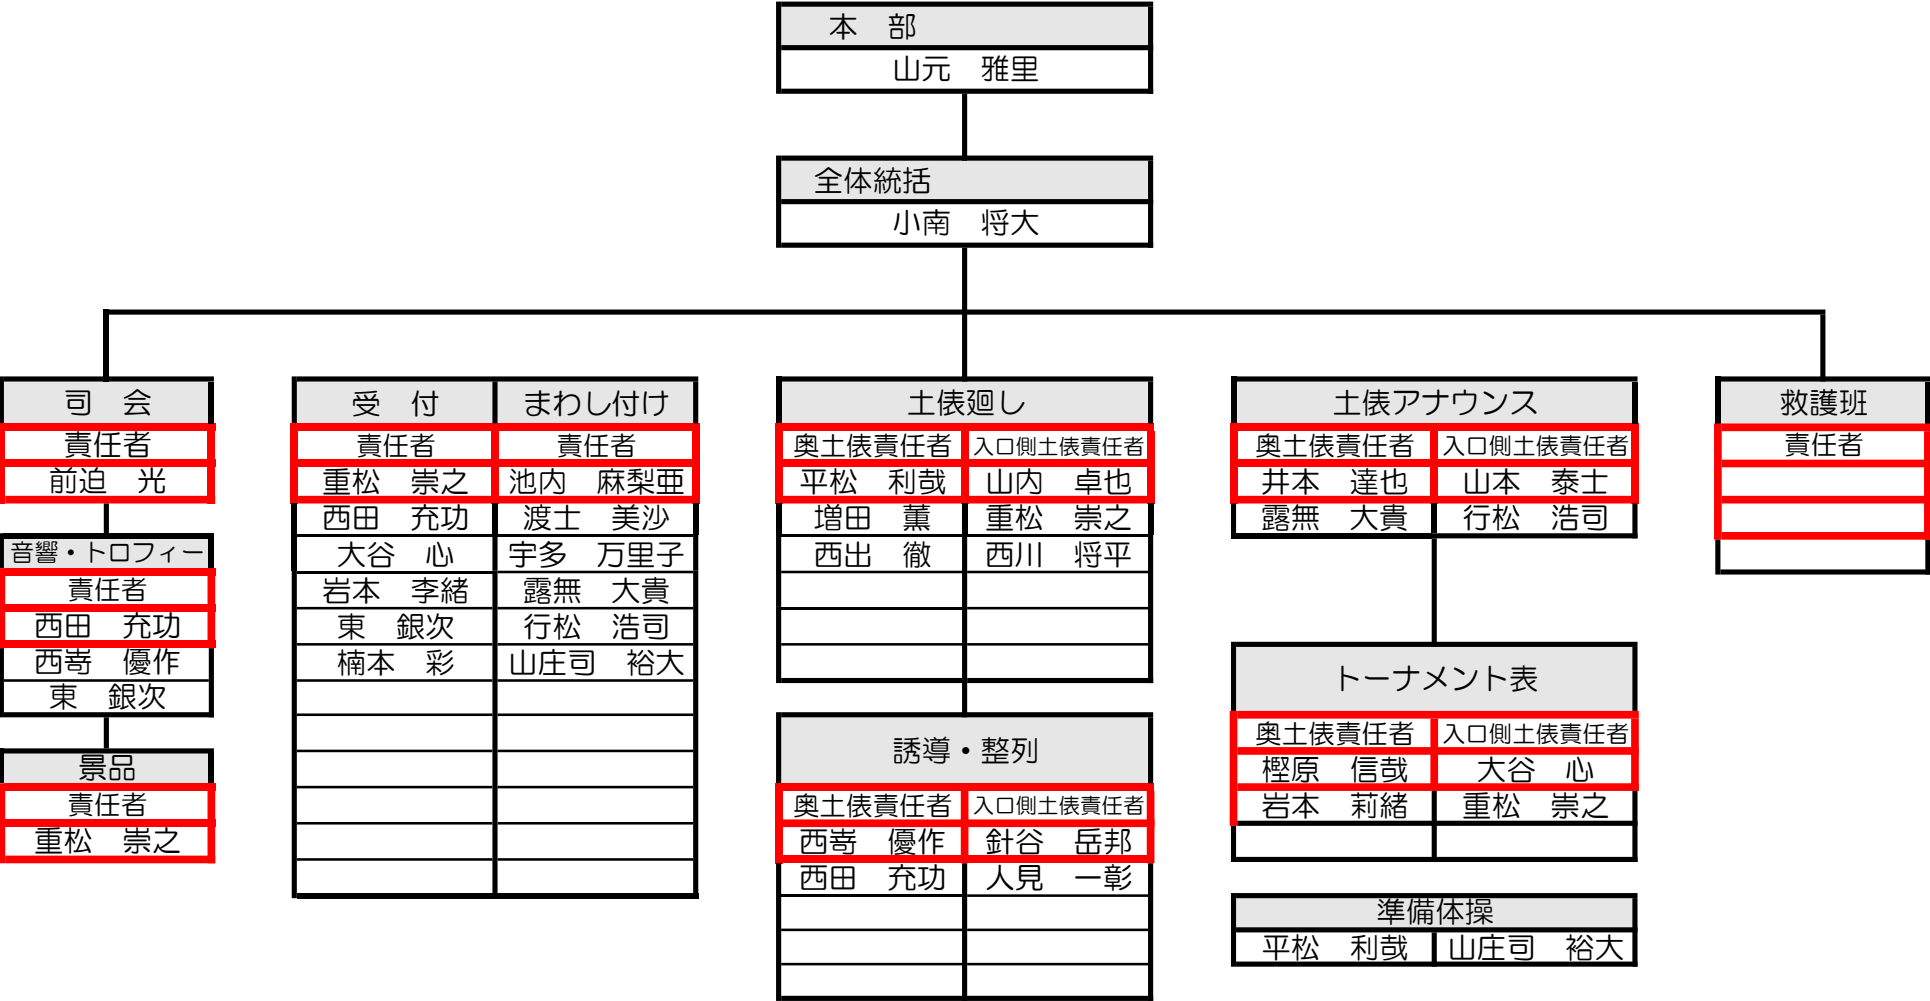 本　部
山元　雅里
全体統括
小南　将大
司　会
責任者
前迫　光
音響・トロフィー
責任者
西田　充功
西嵜　優作
東　銀次
景品
責任者
重松　崇之
受　付　まわし付け
責任者　責任者
重松　崇之　池内　麻梨亜
西田　充功　渡士　美沙
大谷　心　宇多　万里子
岩本　李緒　露無　大貴
東　銀次　行松　浩司
楠本　彩　山庄司　裕大
土俵廻し
奥土俵責任者　入口側土俵責任者
平松　利哉　山内　卓也
増田　薫　重松　崇之
西出　徹　西川　将平
誘導・整列
奥土俵責任者　入口側土俵責任者
西嵜　優作　針谷　岳邦
西田　充功　人見　一彰
土俵アナウンス
奥土俵責任者　入口側土俵責任者
井本　達也　山本　泰士
露無　大貴　行松　浩司
トーナメント表
奥土俵責任者　入口側土俵責任者
樫原　信哉　大谷　心
岩本　莉緒　重松　崇之
準備体操
平松　利哉　山庄司　裕大
救護班
責任者